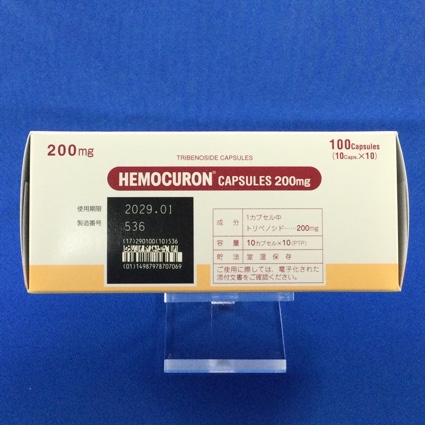 200mg
100Capsules
(10Caps.×10)
TRIBENOSIDE CAPSULES
HEMOCURON® CAPSULES 200mg
使用期限 2029.01
製造番号 536
(17)290100(10)536
(01)14987978707069
成分 1カプセル中
トリベノシド……200mg
容量 10カプセル×10(PTP)
貯法 室温保存
ご使用に際しては、電子化された
添付文書をご確認ください。